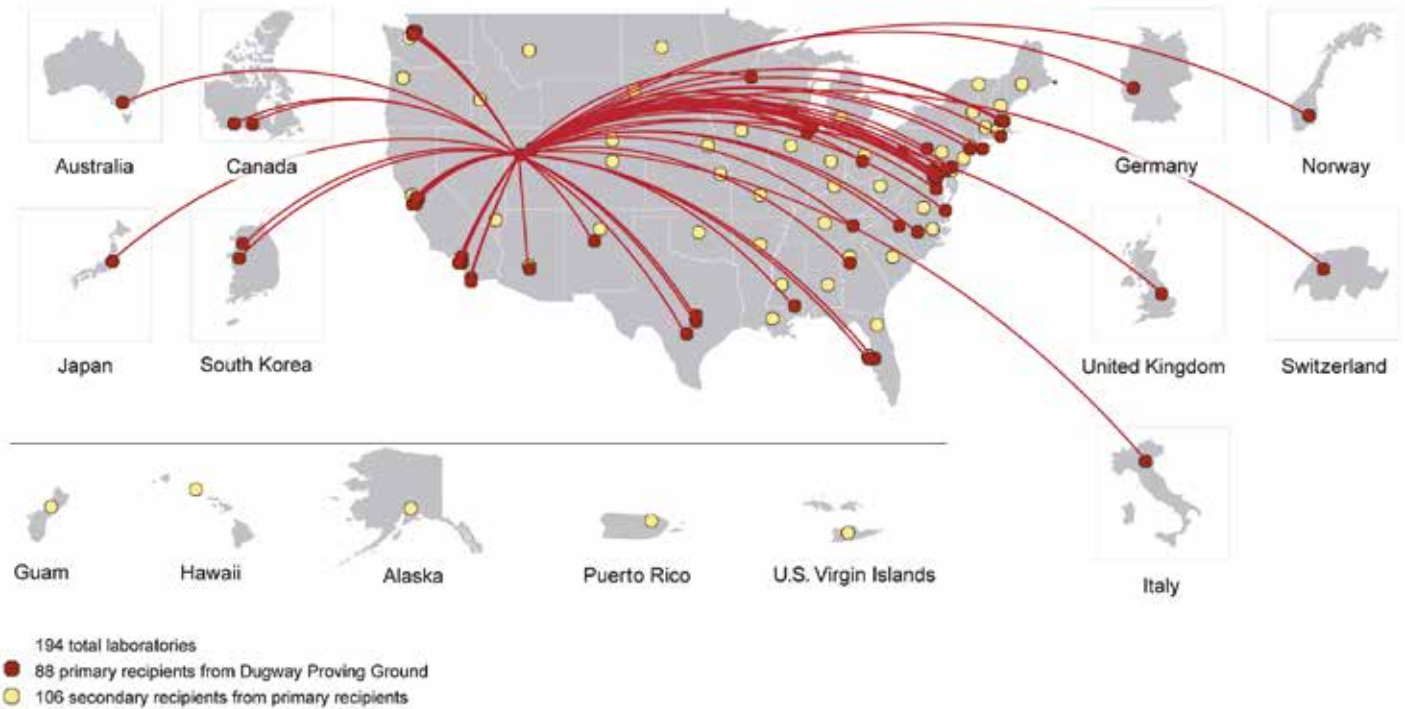 Australia
Canada
Germany
Norway
Japan
South Korea
United Kingdom
Switzerland
Guam
Hawaii
Alaska
Puerto Rico
U.S. Virgin Islands
Italy
194 total laboratories
88 primary recipients from Dugway Proving Ground
106 secondary recipients from primary recipients